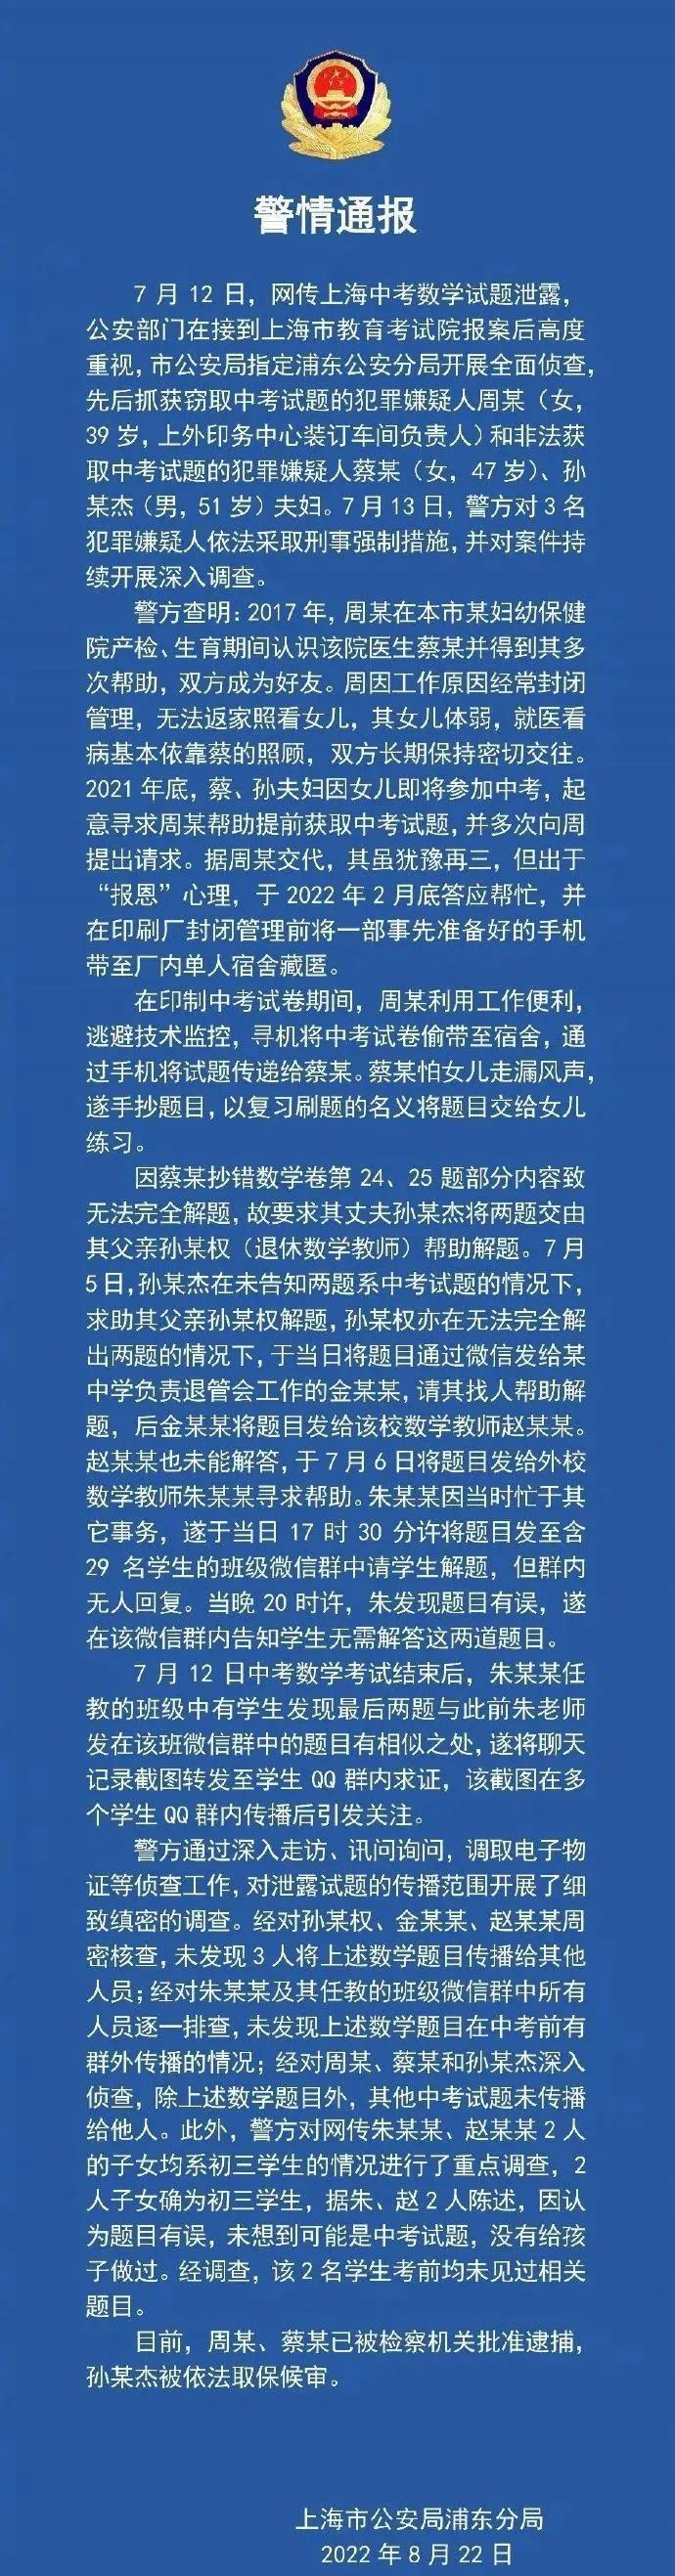 警情通报
7 月 12 日，网传上海中考数学试题泄露，
公安部门在接到上海市教育考试院报案后高度
重视，市公安局指定浦东公安分局开展全面侦查，
先后抓获窃取中考试题的犯罪嫌疑人周某（女，
39 岁，上外印务中心装订车间负责人）和非法获
取中考试题的犯罪嫌疑人蔡某（女，47 岁）、孙
某杰（男，51 岁）夫妇。7 月 13 日，警方对 3 名
犯罪嫌疑人依法采取刑事强制措施，并对案件持
续开展深入调查。
警方查明：2017 年，周某在本市某妇幼保健
院产检、生育期间认识该院医生蔡某并得到其多
次帮助，双方成为好友。周因工作原因经常封闭
管理，无法返家照看女儿，其女儿体弱，就医看
病基本依靠蔡的照顾，双方长期保持密切交往。
2021 年底，蔡、孙夫妇因女儿即将参加中考，起
意寻求周某帮助提前获取中考试题，并多次向周
提出请求。据周某交代，其虽犹豫再三，但出于
“报恩”心理，于 2022 年 2 月底答应帮忙，并
在印刷厂封闭管理前将一部事先准备好的手机
带至厂内单人宿舍藏匿。
在印制中考试卷期间，周某利用工作便利，
逃避技术监控，寻机将中考试卷偷带至宿舍，通
过手机将试题传递给蔡某。蔡某怕女儿走漏风声，
遂手抄题目，以复习刷题的名义将题目交给女儿
练习。
因蔡某抄错数学卷第 24、25 题部分内容致
无法完全解题，故要求其丈夫孙某杰将两题交由
其父亲孙某权（退休数学教师）帮助解题。7 月
5 日，孙某杰在未告知两题系中考试题的情况下，
求助其父亲孙某权解题，孙某权亦在无法完全解
出两题的情况下，于当日将题目通过微信发给某
中学负责退管会工作的金某某，请其找人帮助解
题，后金某某将题目发给该校数学教师赵某某。
赵某某也未能解答，于 7 月 6 日将题目发给外校
数学教师朱某某寻求帮助。朱某某因当时忙于其
它事务，遂于当日 17 时 30 分许将题目发至含
29 名学生的班级微信群中请学生解题，但群内
无人回复。当晚 20 时许，朱发现题目有误，遂
在该微信群内告知学生无需解答这两道题目。
7 月 12 日中考数学考试结束后，朱某某任
教的班级中有学生发现最后两题与此前朱老师
发在该班微信群中的题目有相似之处，遂将聊天
记录截图转发至学生 QQ 群内求证，该截图在多
个学生 QQ 群内传播后引发关注。
警方通过深入走访、讯问询问，调取电子物
证等侦查工作，对泄露试题的传播范围开展了细
致缜密的调查。经对孙某权、金某某、赵某某周
密核查，未发现 3 人将上述数学题目传播给其他
人员；经对朱某某及其任教的班级微信群中所有
人员逐一排查，未发现上述数学题目在中考前有
群外传播的情况；经对周某、蔡某和孙某杰深入
侦查，除上述数学题目外，其他中考试题未传播
给他人。此外，警方对网传朱某某、赵某某 2 人
的子女均系初三学生的情况进行了重点调查，2
人子女确为初三学生，据朱、赵 2 人陈述，因认
为题目有误，未想到可能是中考试题，没有给孩
子做过。经调查，该 2 名学生考前均未见过相关
题目。
目前，周某、蔡某已被检察机关批准逮捕，
孙某杰被依法取保候审。
上海市公安局浦东分局
2022 年 8 月 22 日